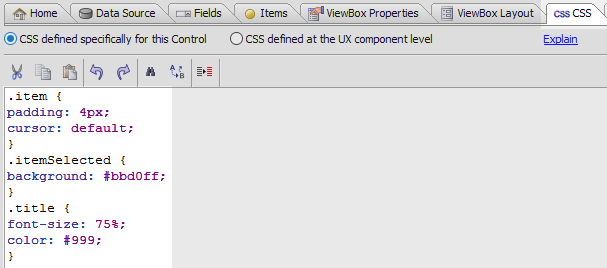 Home Data Source Fields Items ViewBox Properties ViewBox Layout CSS CSS
CSS defined specifically for this Control CSS defined at the UX component level Explain
.item {
padding: 4px;
cursor: default;
}
.itemSelected {
background: #bbd0ff;
}
.title {
font-size: 75%;
color: #999;
}